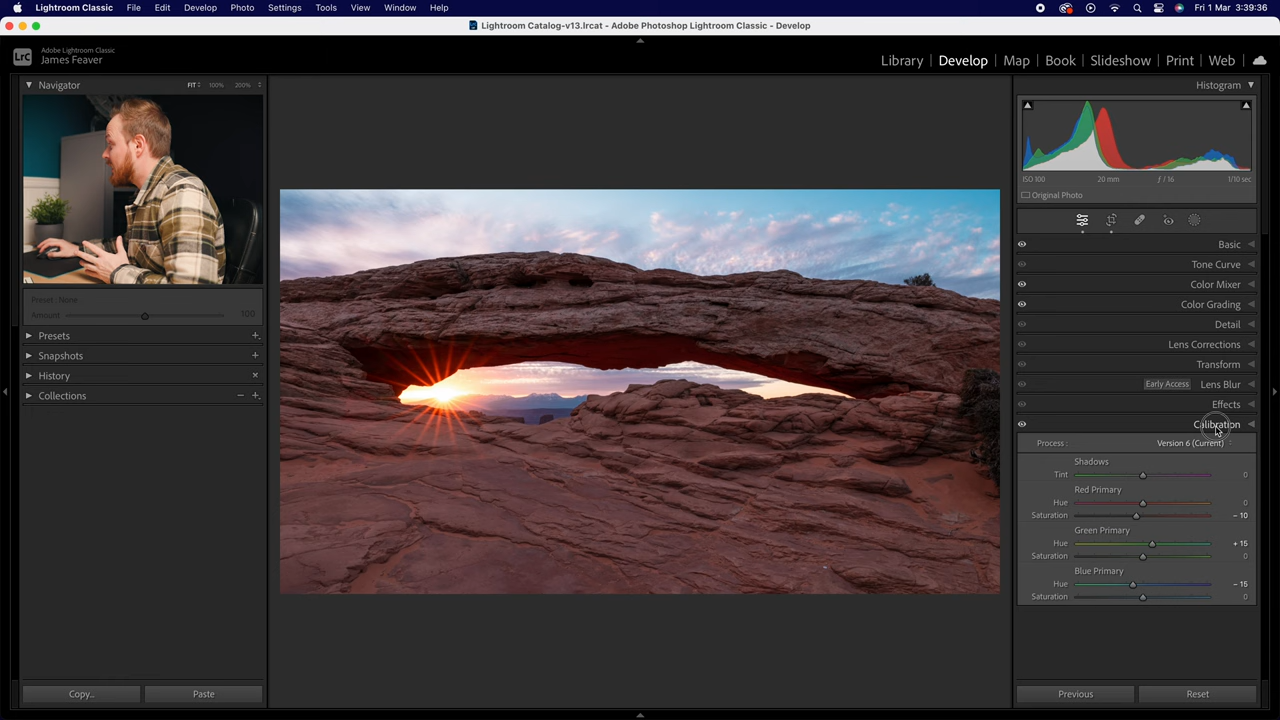 Lightroom Classic File Edit Develop Photo Settings Tools View Window Help Fri 1 Mar 3:39:36
Lightroom Catalog-v13.lrcat - Adobe Photoshop Lightroom Classic - Develop
LrC Adobe Lightroom Classic
James Feaver
Library | Develop | Map | Book | Slideshow | Print | Web
Navigator FIT 100% 200%
Histogram
ISO 100 20 mm ƒ / 16 1/10 sec
Original Photo
Basic
Tone Curve
Color Mixer
Color Grading
Detail
Lens Corrections
Transform
Early Access Lens Blur
Effects
Calibration
Process : Version 6 (Current)
Shadows
Tint 0
Red Primary
Hue 0
Saturation – 10
Green Primary
Hue + 15
Saturation 0
Blue Primary
Hue – 15
Saturation 0
Preset : None
Amount 100
Presets
Snapshots
History
Collections
Copy... Paste
Previous Reset